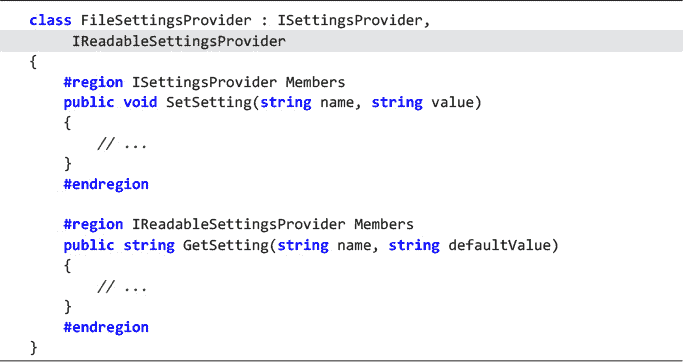 class FileSettingsProvider : ISettingsProvider,
     IReadableSettingsProvider
{
    #region ISettingsProvider Members
    public void SetSetting(string name, string value)
    {
        // ...
    }
    #endregion

    #region IReadableSettingsProvider Members
    public string GetSetting(string name, string defaultValue)
    {
        // ...
    }
    #endregion
}